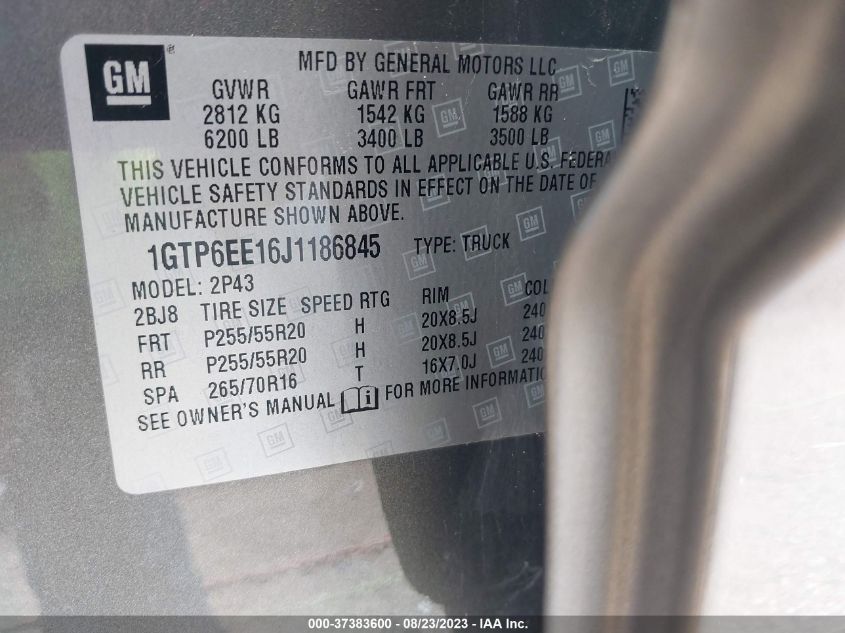 GM
MFD BY GENERAL MOTORS LLC
GVWR GAWR FRT GAWR RR
2812 KG 1542 KG 1588 KG
6200 LB 3400 LB 3500 LB
THIS VEHICLE CONFORMS TO ALL APPLICABLE U.S. FEDERA
VEHICLE SAFETY STANDARDS IN EFFECT ON THE DATE OF
MANUFACTURE SHOWN ABOVE.
1GTP6EE16J1186845 TYPE: TRUCK
MODEL: 2P43
2BJ8 TIRE SIZE SPEED RTG RIM COL
FRT P255/55R20 H 20X8.5J 240
RR P255/55R20 H 20X8.5J 240
SPA 265/70R16 T 16X7.0J 240
SEE OWNER'S MANUAL FOR MORE INFORMATIO
000-37383600 - 08/23/2023 - IAA Inc.